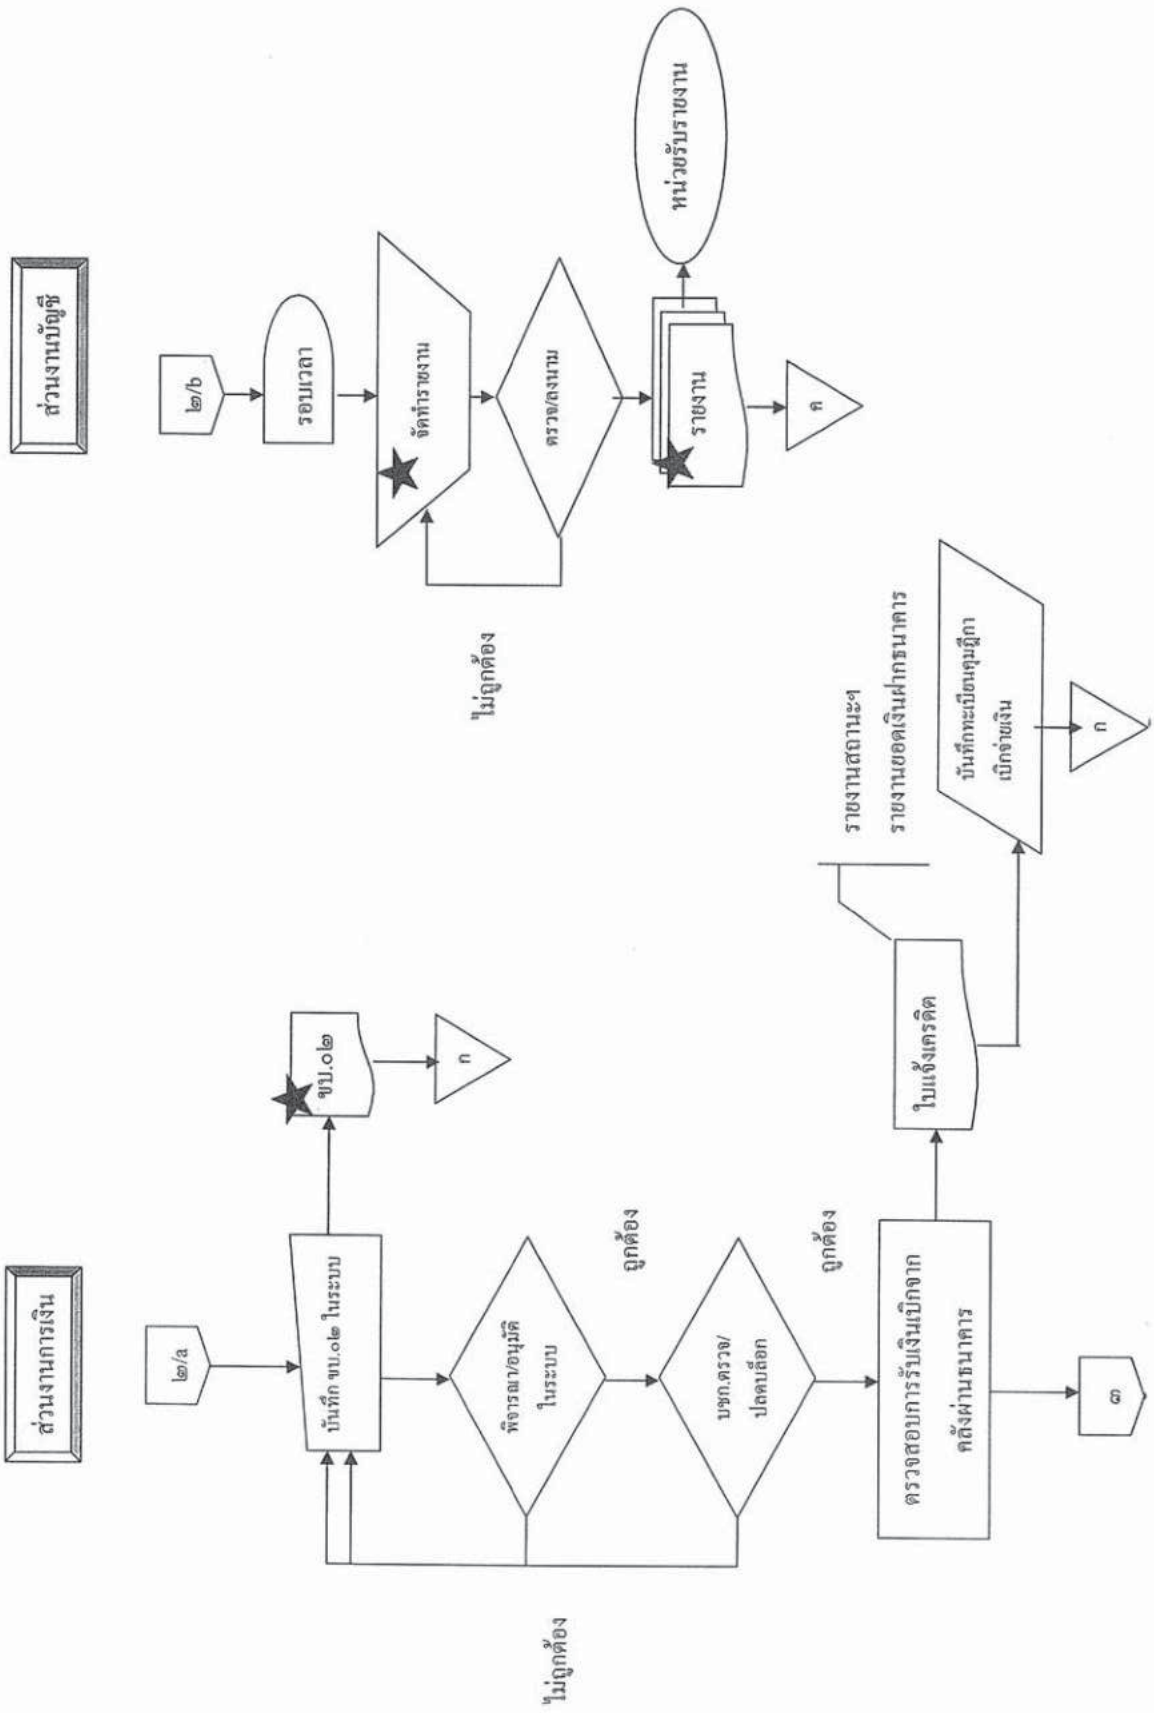 ส่วนงานการเงิน
๒/a
บันทึก ขบ.๐๒ ในระบบ
ขบ.๐๒
ก
พิจารณา/อนุมัติ
ในระบบ
ถูกต้อง
บชก.ตรวจ/
ปลดบล็อก
ถูกต้อง
ไม่ถูกต้อง
ตรวจสอบการรับเงินเบิกจาก
คลังผ่านธนาคาร
๓
ใบแจ้งเครดิต
รายงานสถานะฯ
รายงานยอดเงินฝากธนาคาร
บันทึกทะเบียนคุมฎีกา
เบิกจ่ายเงิน
ก
ส่วนงานบัญชี
๒/b
รอบเวลา
จัดทำรายงาน
ตรวจ/ลงนาม
ไม่ถูกต้อง
รายงาน
หน่วยรับรายงาน
ค